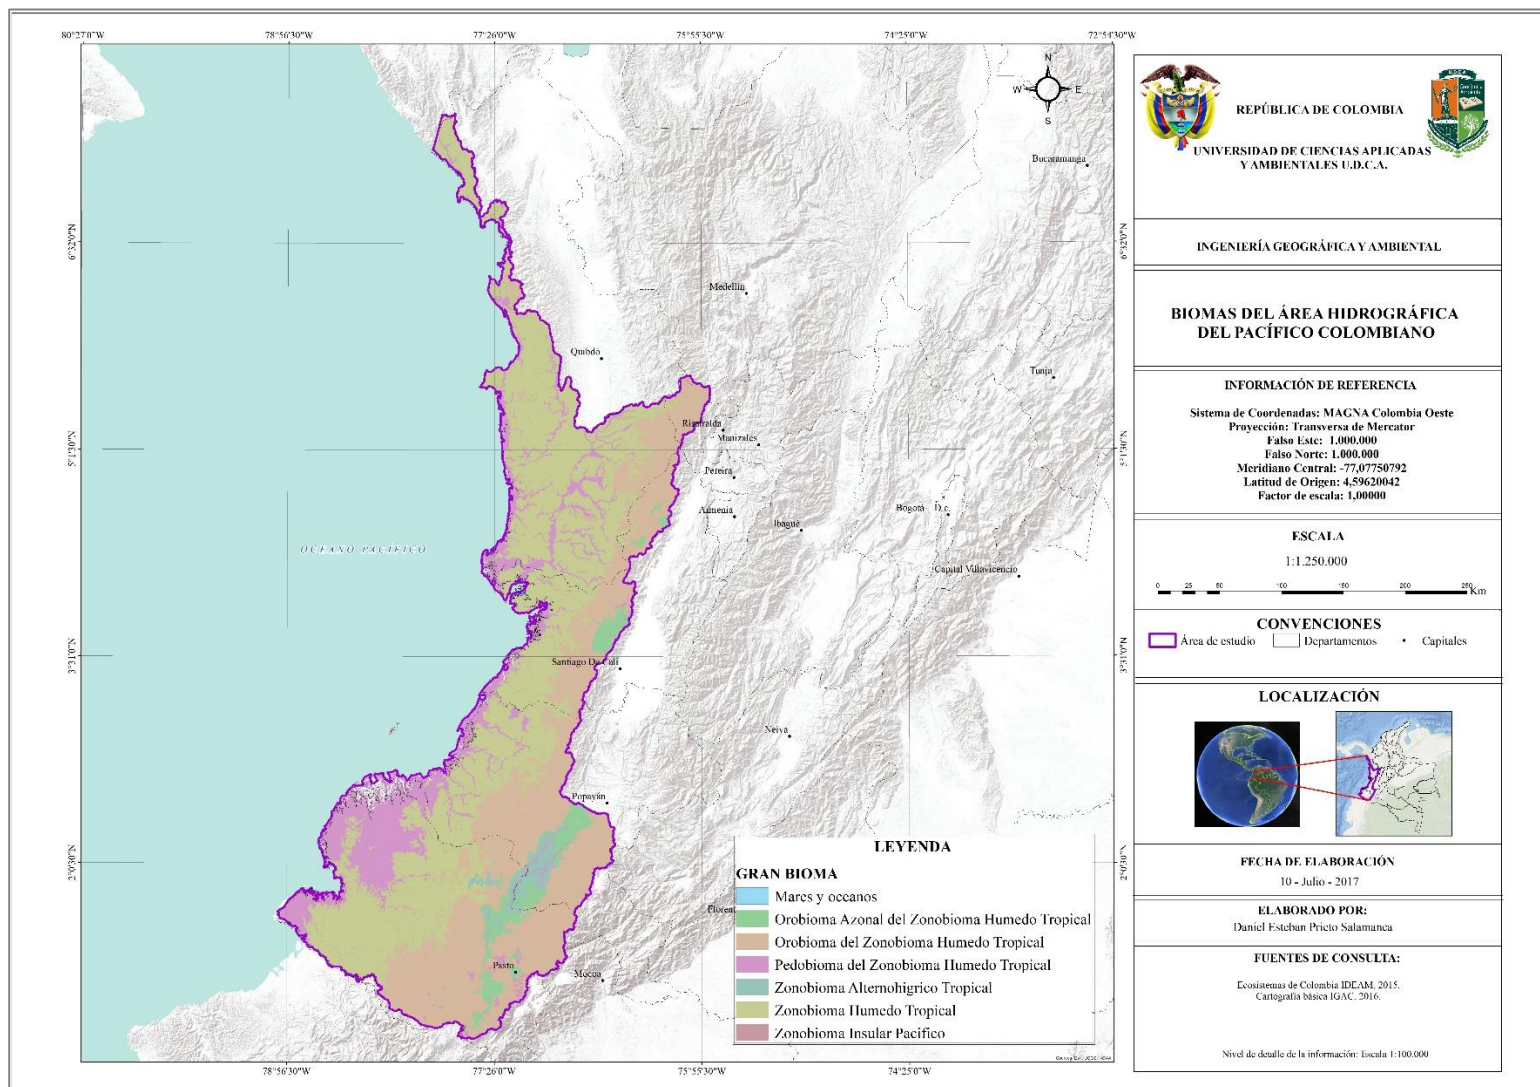 80°27'0"W
78°56'30"W
77°26'0"W
75°55'30"W
74°25'0"W
72°54'30"W
N
W
E
S
6°32'0"N
6°32'0"N
5°1'30"N
5°1'30"N
3°31'0"N
3°31'0"N
2°0'30"N
2°0'30"N
Bucaramanga
Medellin
Quibdó
Tunja
Risaralda
Manizales
Pereira
Armenia
Ibagué
Bogotá D.c.
Capital Villavicencio
OCEANO PACÍFICO
Santiago De Cali
Neiva
Popayán
Pasto
Mocoa
Florent
LEYENDA
GRAN BIOMA
Mares y oceanos
Orobioma Azonal del Zonobioma Humedo Tropical
Orobioma del Zonobioma Humedo Tropical
Pedobioma del Zonobioma Humedo Tropical
Zonobioma Alternohigrico Tropical
Zonobioma Humedo Tropical
Zonobioma Insular Pacifico
78°56'30"W
77°26'0"W
75°55'30"W
74°25'0"W
REPÚBLICA DE COLOMBIA
UNIVERSIDAD DE CIENCIAS APLICADAS
Y AMBIENTALES U.D.C.A.
INGENIERÍA GEOGRÁFICA Y AMBIENTAL
BIOMAS DEL ÁREA HIDROGRÁFICA
DEL PACÍFICO COLOMBIANO
INFORMACIÓN DE REFERENCIA
Sistema de Coordenadas: MAGNA Colombia Oeste
Proyección: Transversa de Mercator
Falso Este: 1.000.000
Falso Norte: 1.000.000
Meridiano Central: -77,07750792
Latitud de Origen: 4,59620042
Factor de escala: 1,00000
ESCALA
1:1.250.000
0 25 50 100 150 200 250
Km
CONVENCIONES
Área de estudio
Departamentos
Capitales
LOCALIZACIÓN
FECHA DE ELABORACIÓN
10 - Julio - 2017
ELABORADO POR:
Daniel Esteban Prieto Salamanca
FUENTES DE CONSULTA:
Ecosistemas de Colombia IDEAM, 2015.
Cartografía básica IGAC, 2016.
Nivel de detalle de la información: Escala 1:100.000